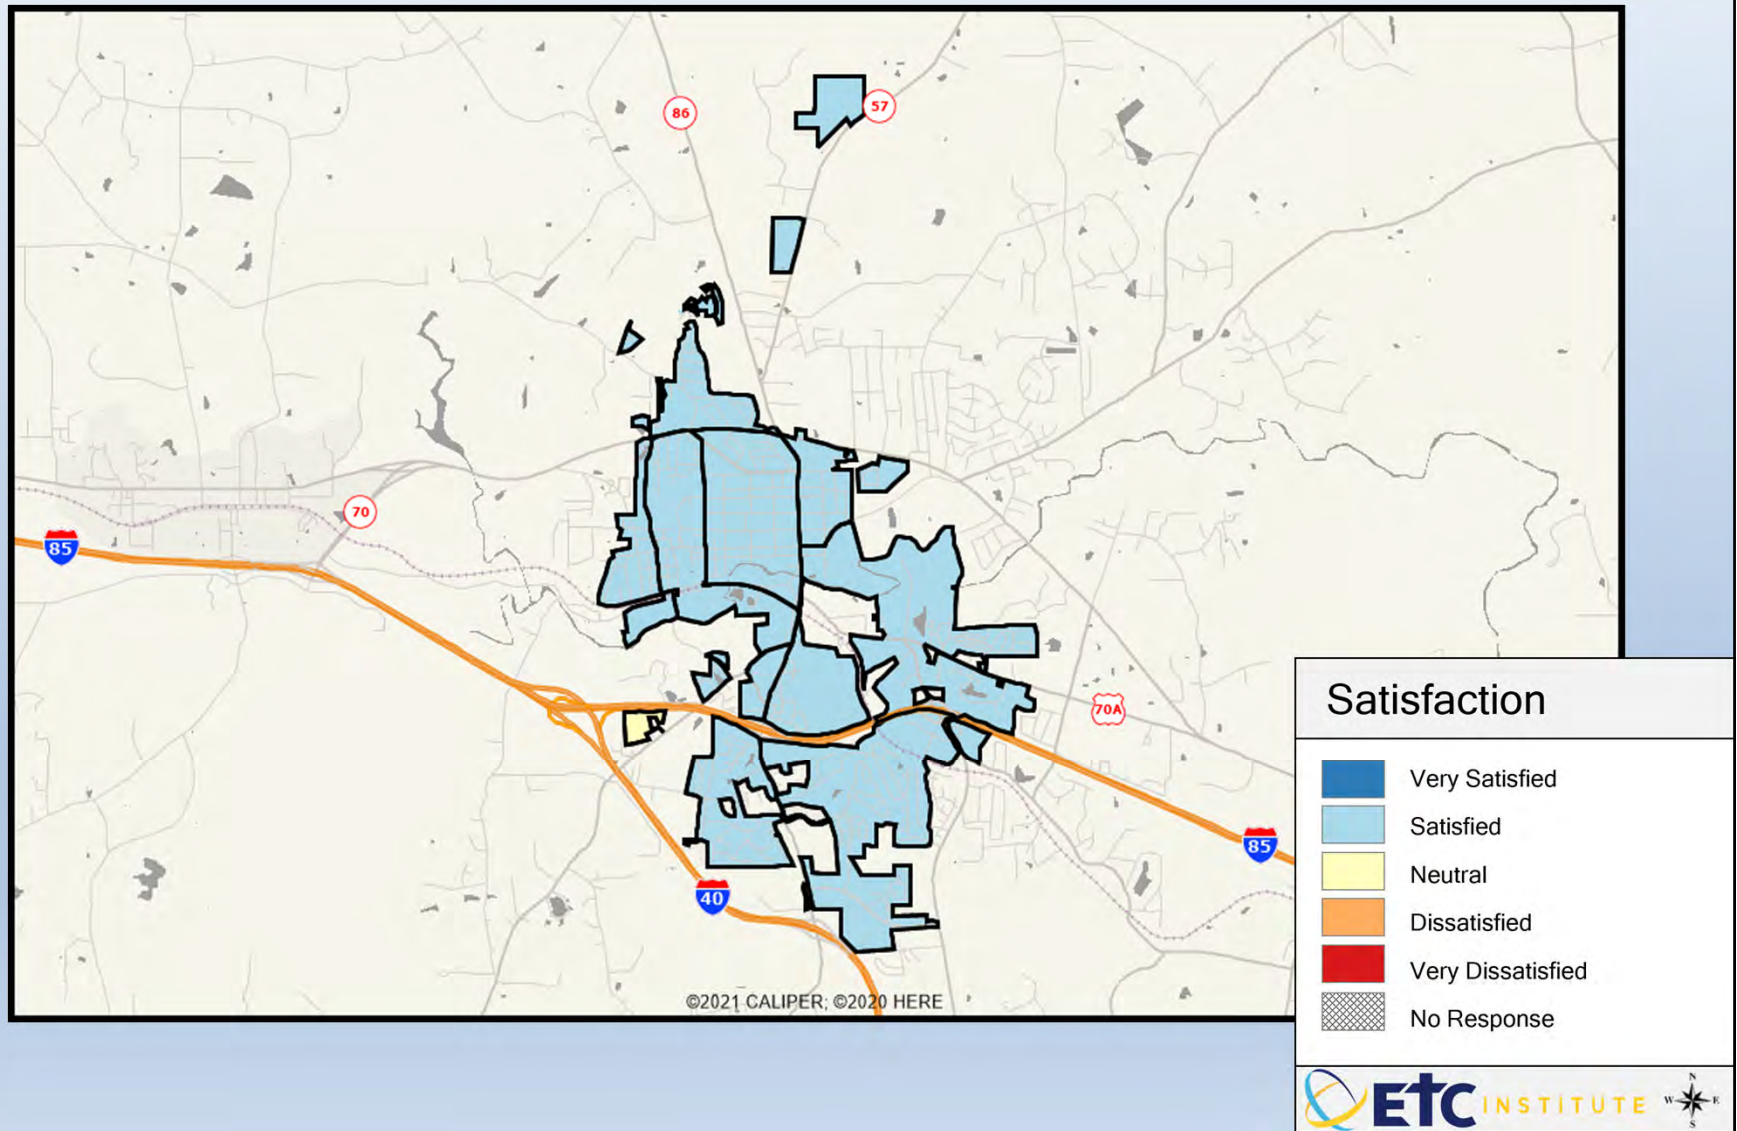 86
57
70
85
70A
85
40
©2021 CALIPER; ©2020 HERE
Satisfaction
Very Satisfied
Satisfied
Neutral
Dissatisfied
Very Dissatisfied
No Response
ETC INSTITUTE
N
W E
S